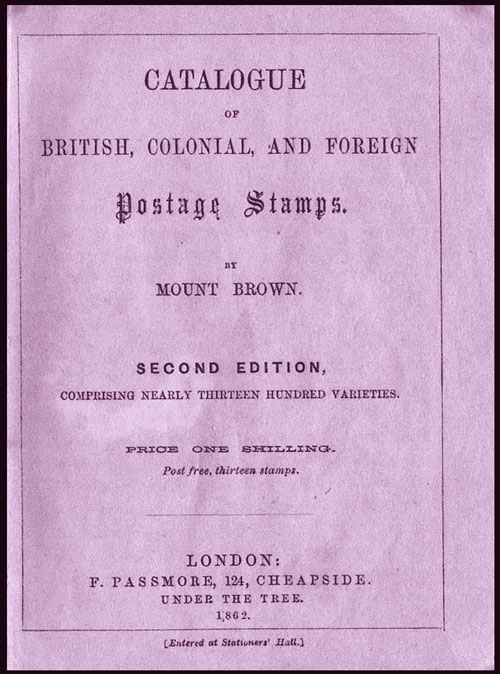 CATALOGUE
OF
BRITISH, COLONIAL, AND FOREIGN
Postage Stamps.
BY
MOUNT BROWN.
SECOND EDITION,
COMPRISING NEARLY THIRTEEN HUNDRED VARIETIES.
PRICE ONE SHILLING.
Post free, thirteen stamps.
LONDON:
F. PASSMORE, 124, CHEAPSIDE.
UNDER THE TREE.
1862.
[Entered at Stationers' Hall.]